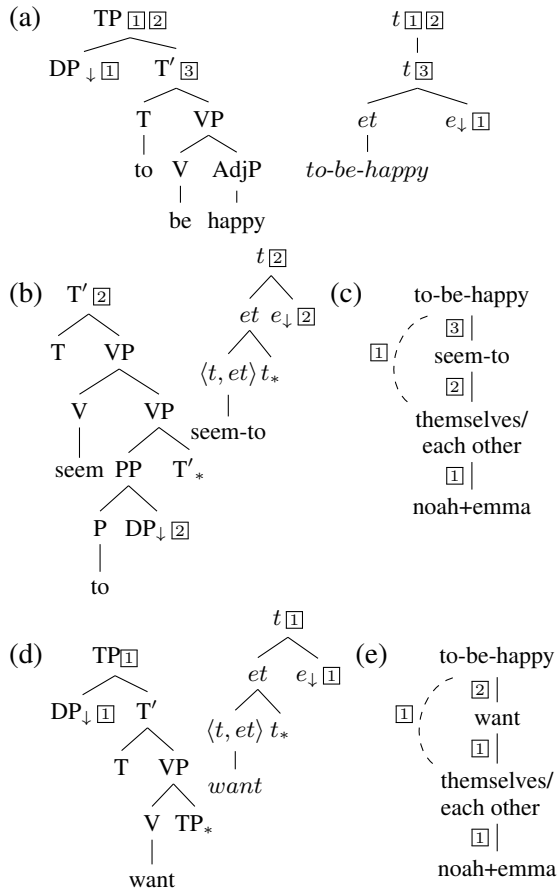 (a) TP 1 2
t 1 2
DP↓ 1 T′ 3
t 3
T VP
et e↓ 1
to V AdjP
to-be-happy
be happy
(b) T′ 2
t 2
(c) to-be-happy
T VP
et e↓ 2
3
1
seem-to
V VP
⟨t, et⟩ t*
2
seem-to
themselves/
each other
seem PP T′*
1
noah+emma
P DP↓ 2
to
(d) TP 1
t 1
(e) to-be-happy
DP↓ 1 T′
et e↓ 1
2
1
want
T VP
⟨t, et⟩ t*
1
want
themselves/
each other
V TP*
1
noah+emma
want